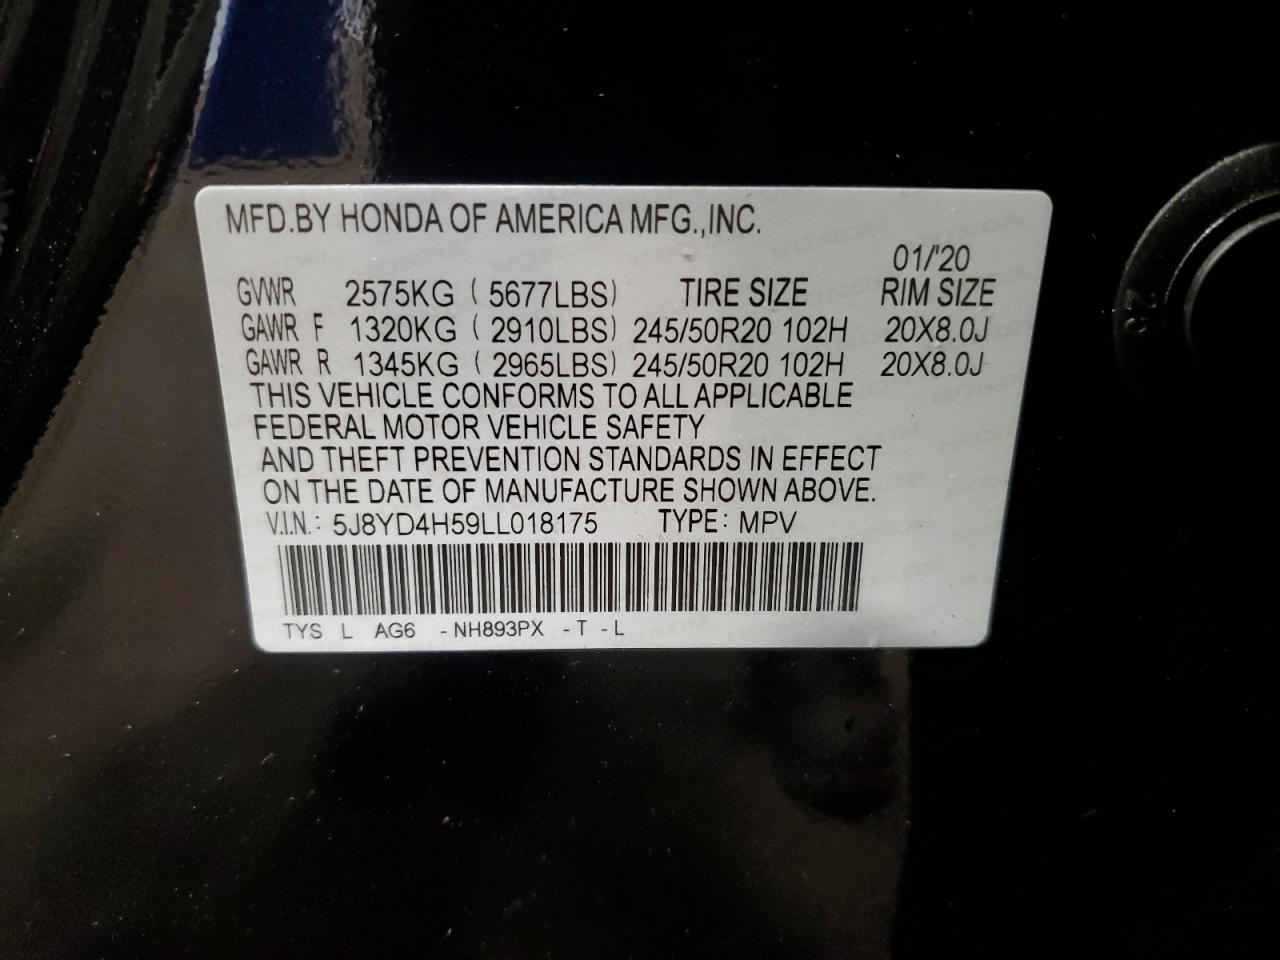 MFD.BY HONDA OF AMERICA MFG.,INC.
01/'20
GVWR 2575KG ( 5677LBS) TIRE SIZE RIM SIZE
GAWR F 1320KG ( 2910LBS) 245/50R20 102H 20X8.0J
GAWR R 1345KG ( 2965LBS) 245/50R20 102H 20X8.0J
THIS VEHICLE CONFORMS TO ALL APPLICABLE
FEDERAL MOTOR VEHICLE SAFETY
AND THEFT PREVENTION STANDARDS IN EFFECT
ON THE DATE OF MANUFACTURE SHOWN ABOVE.
V.I.N.: 5J8YD4H59LL018175 TYPE: MPV
TYS L AG6 -NH893PX -T -L